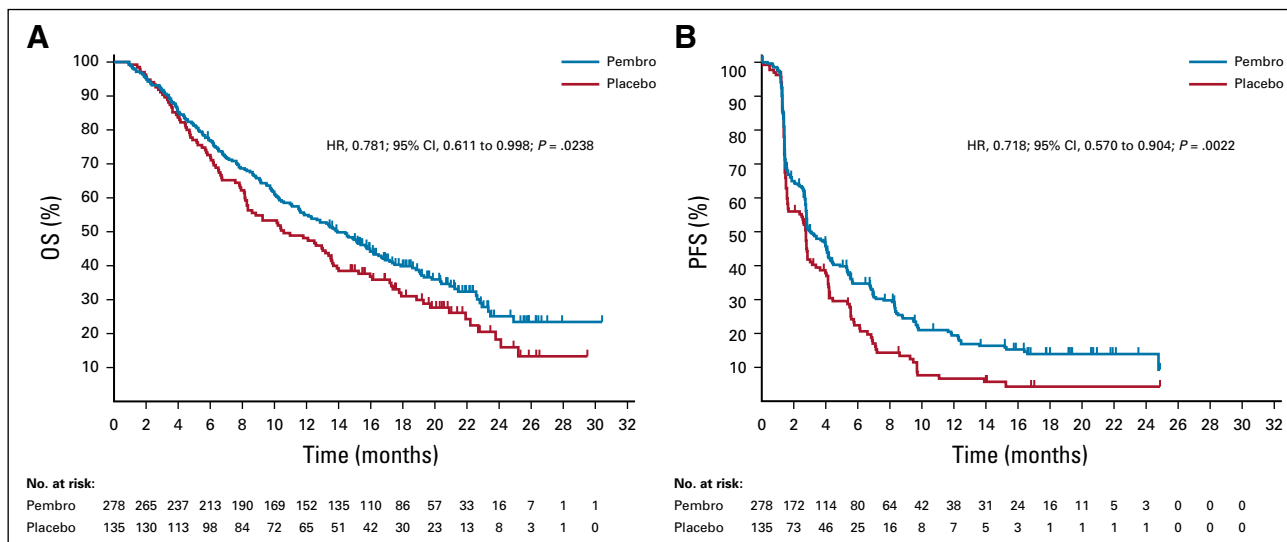 A
100
90
80
70
60
50
40
30
20
10
OS (%)
Pembro
Placebo
HR, 0.781; 95% CI, 0.611 to 0.998; P = .0238
0 2 4 6 8 10 12 14 16 18 20 22 24 26 28 30 32
Time (months)
No. at risk:
Pembro 278 265 237 213 190 169 152 135 110 86 57 33 16 7 1 1
Placebo 135 130 113 98 84 72 65 51 42 30 23 13 8 3 1 0
B
100
90
80
70
60
50
40
30
20
10
PFS (%)
Pembro
Placebo
HR, 0.718; 95% CI, 0.570 to 0.904; P = .0022
0 2 4 6 8 10 12 14 16 18 20 22 24 26 28 30 32
Time (months)
No. at risk:
Pembro 278 172 114 80 64 42 38 31 24 16 11 5 3 0 0 0
Placebo 135 73 46 25 16 8 7 5 3 1 1 1 1 0 0 0